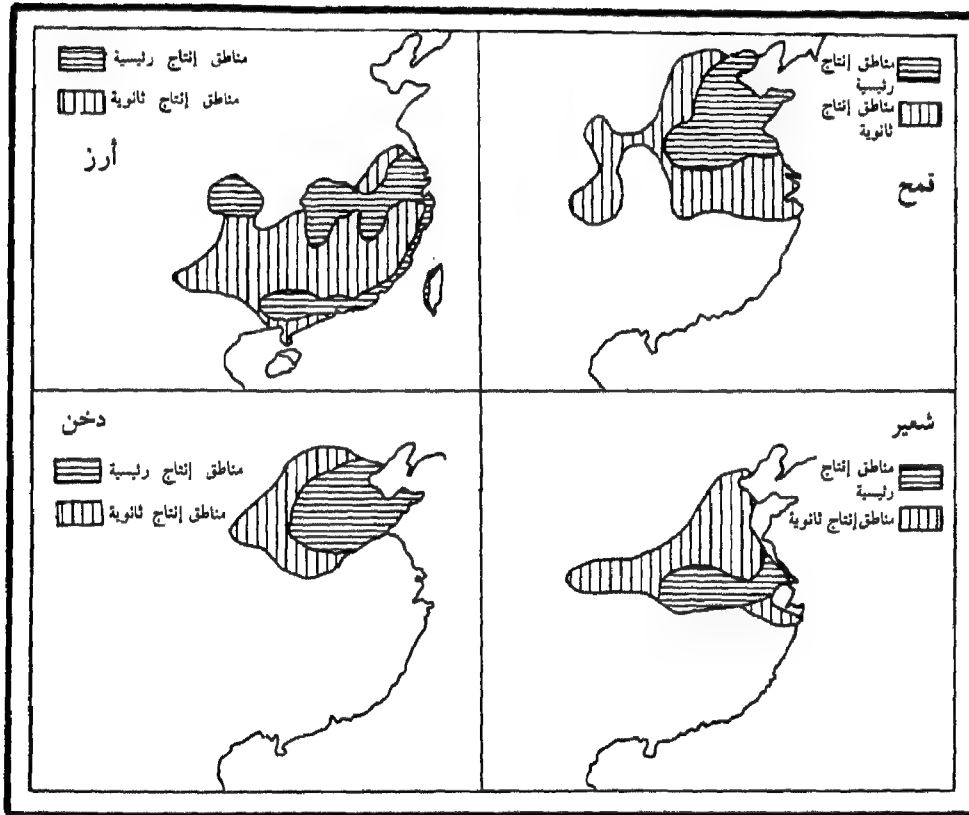 مناطق إنتاج
رئيسية
مناطق إنتاج
ثانوية
قمح
مناطق إنتاج رئيسية
مناطق إنتاج ثانوية
أرز
شعير
مناطق إنتاج
رئيسية
مناطق إنتاج ثانوية
دخن
مناطق إنتاج رئيسية
مناطق إنتاج ثانوية